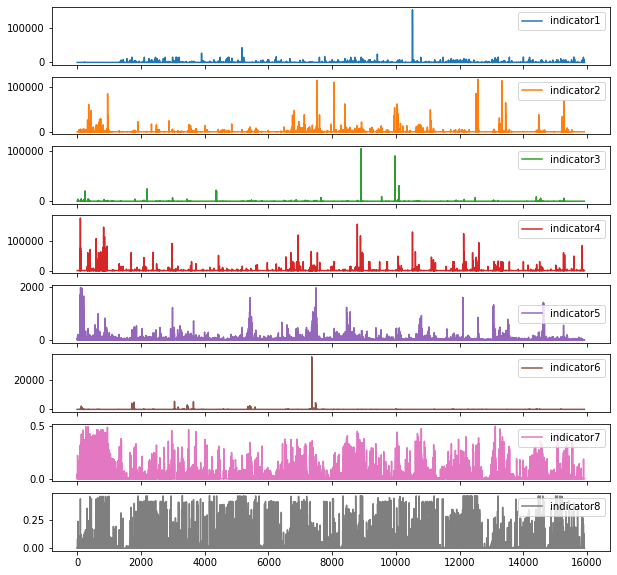 indicator1
100000
0
indicator2
100000
0
indicator3
100000
0
indicator4
100000
0
indicator5
2000
0
indicator6
20000
0
indicator7
0.5
0.0
indicator8
0.25
0.00
0 2000 4000 6000 8000 10000 12000 14000 16000